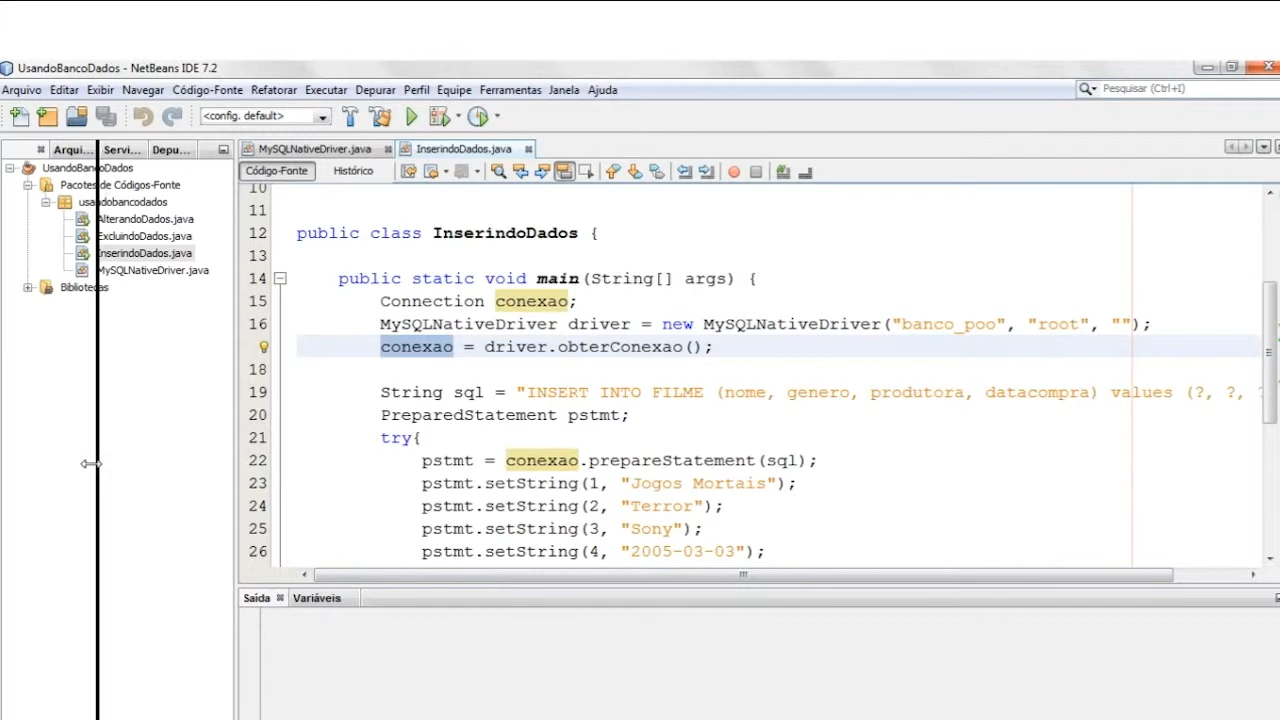 UsandoBancoDados - NetBeans IDE 7.2
Arquivo Editar Exibir Navegar Código-Fonte Refatorar Executar Depurar Perfil Equipe Ferramentas Janela Ajuda
Pesquisar (Ctrl+I)
<config. default>
Arqui... Servi... Depu...
MySQLNativeDriver.java InserindoDados.java
UsandoBancoDados
Pacotes de Códigos-Fonte
usandobancodados
AlterandoDados.java
ExcluindoDados.java
InserindoDados.java
MySQLNativeDriver.java
Bibliotecas
Código-Fonte Histórico
10
11
12 public class InserindoDados {
13
14 public static void main(String[] args) {
15 Connection conexao;
16 MySQLNativeDriver driver = new MySQLNativeDriver("banco_poo", "root", "");
conexao = driver.obterConexao();
18
19 String sql = "INSERT INTO FILME (nome, genero, produtora, datacompra) values (?, ?, ?
20 PreparedStatement pstmt;
21 try{
22 pstmt = conexao.prepareStatement(sql);
23 pstmt.setString(1, "Jogos Mortais");
24 pstmt.setString(2, "Terror");
25 pstmt.setString(3, "Sony");
26 pstmt.setString(4, "2005-03-03");
Saída Variáveis